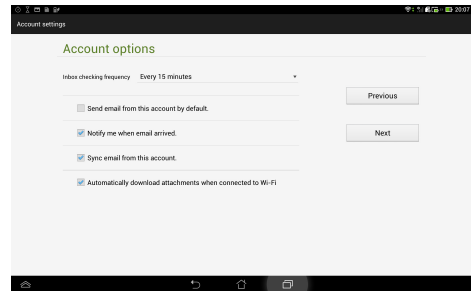 20:07
Account settings
Account options
Inbox checking frequency Every 15 minutes
Previous
Send email from this account by default.
Notify me when email arrived.
Next
Sync email from this account.
Automatically download attachments when connected to Wi-Fi